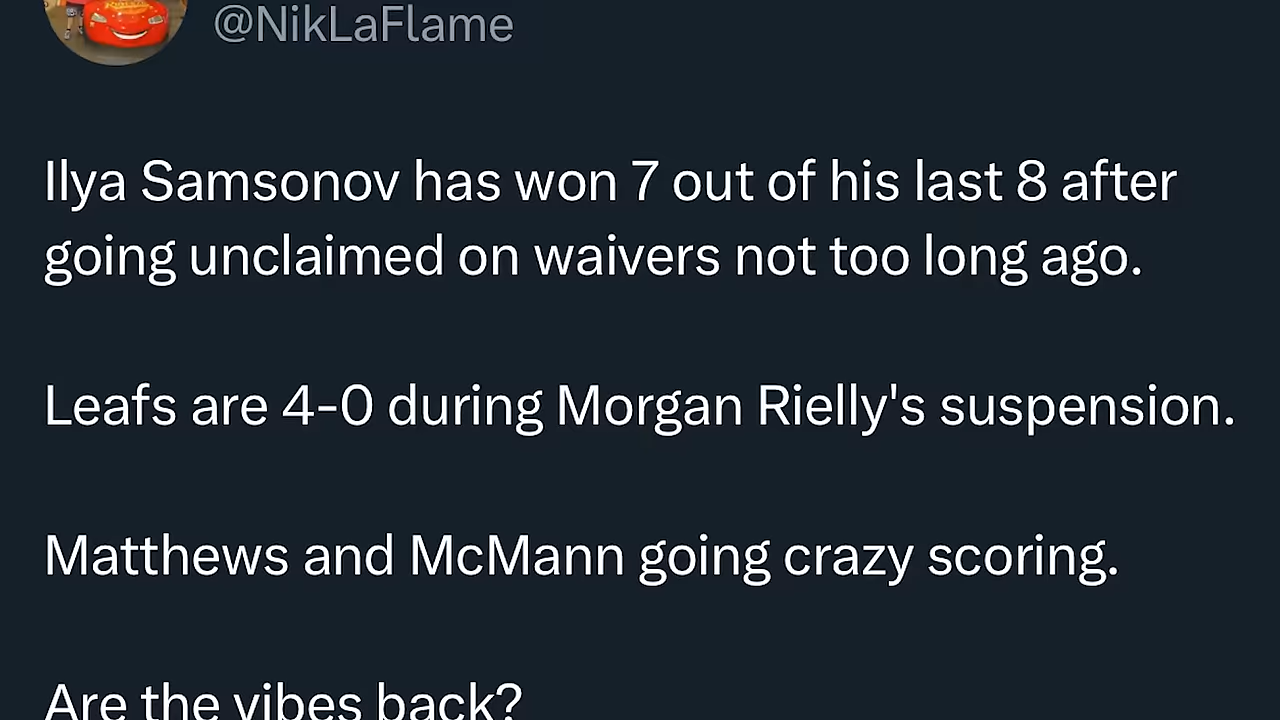 @NikLaFlame
Ilya Samsonov has won 7 out of his last 8 after
going unclaimed on waivers not too long ago.
Leafs are 4-0 during Morgan Rielly's suspension.
Matthews and McMann going crazy scoring.
Are the vibes back?